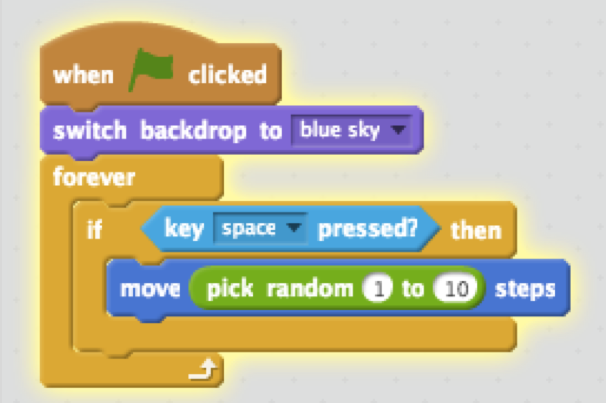 when clicked
switch backdrop to blue sky
forever
if key space pressed? then
move pick random 1 to 10 steps